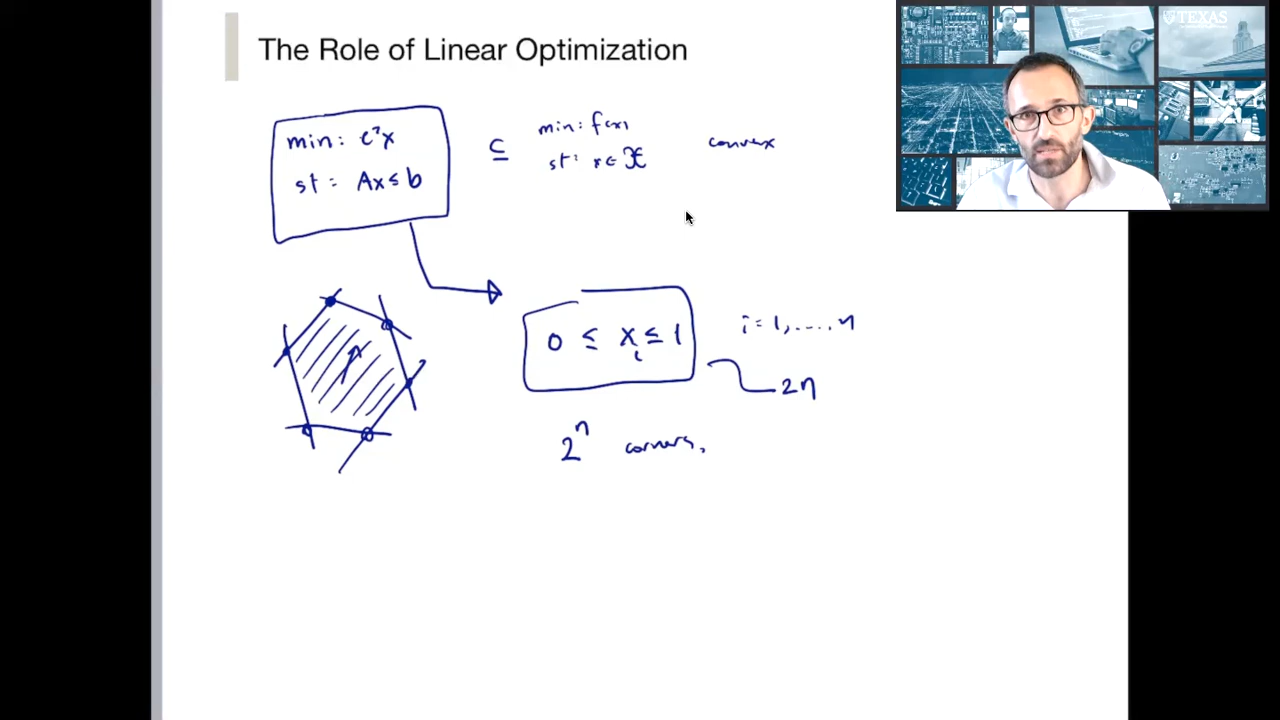 The Role of Linear Optimization
TEXAS
min: cᵀx
st: Ax ≤ b
⊆
min: f(x)
st: x ∈ 𝒳
convex
0 ≤ xᵢ ≤ 1
i = 1, .... n
2n
2ⁿ corners,